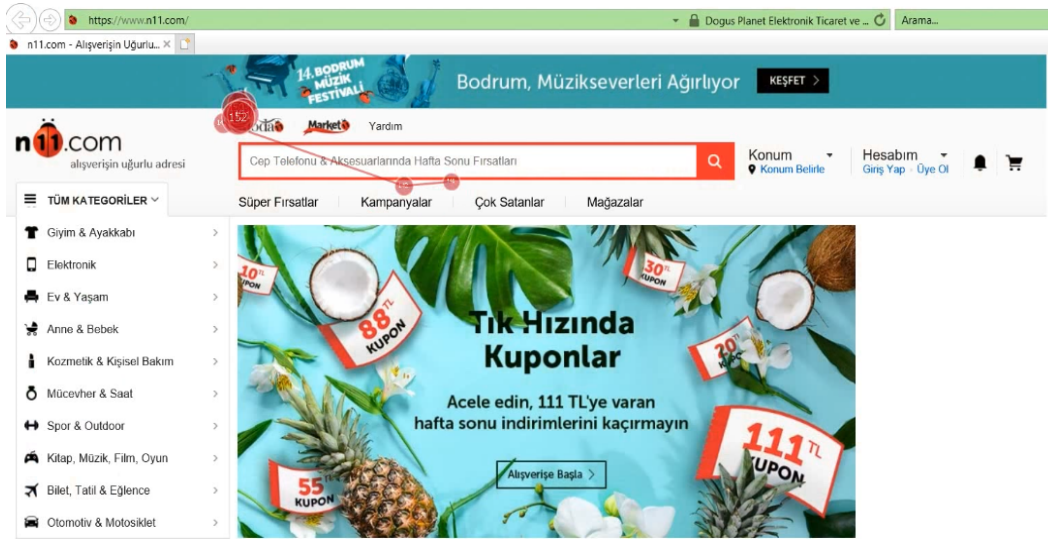 https://www.n11.com/
Dogus Planet Elektronik Ticaret ve ...
Arama...
n11.com - Alışverişin Uğurlu...
14. BODRUM
MÜZİK
FESTİVALİ
Bodrum, Müzikseverleri Ağırlıyor
KEŞFET >
152
Market
Yardım
n11.com
alışverişin uğurlu adresi
Cep Telefonu & Aksesuarlarında Hafta Sonu Fırsatları
Konum
Konum Belirle
Hesabım
Giriş Yap · Üye Ol
TÜM KATEGORİLER
Süper Fırsatlar
Kampanyalar
Çok Satanlar
Mağazalar
Giyim & Ayakkabı
Elektronik
Ev & Yaşam
Anne & Bebek
Kozmetik & Kişisel Bakım
Mücevher & Saat
Spor & Outdoor
Kitap, Müzik, Film, Oyun
Bilet, Tatil & Eğlence
Otomotiv & Motosiklet
10 TL
88 TL
KUPON
30 TL
KUPON
20
Tık Hızında
Kuponlar
Acele edin, 111 TL'ye varan
hafta sonu indirimlerini kaçırmayın
Alışverişe Başla >
55
KUPON
111 TL
KUPON